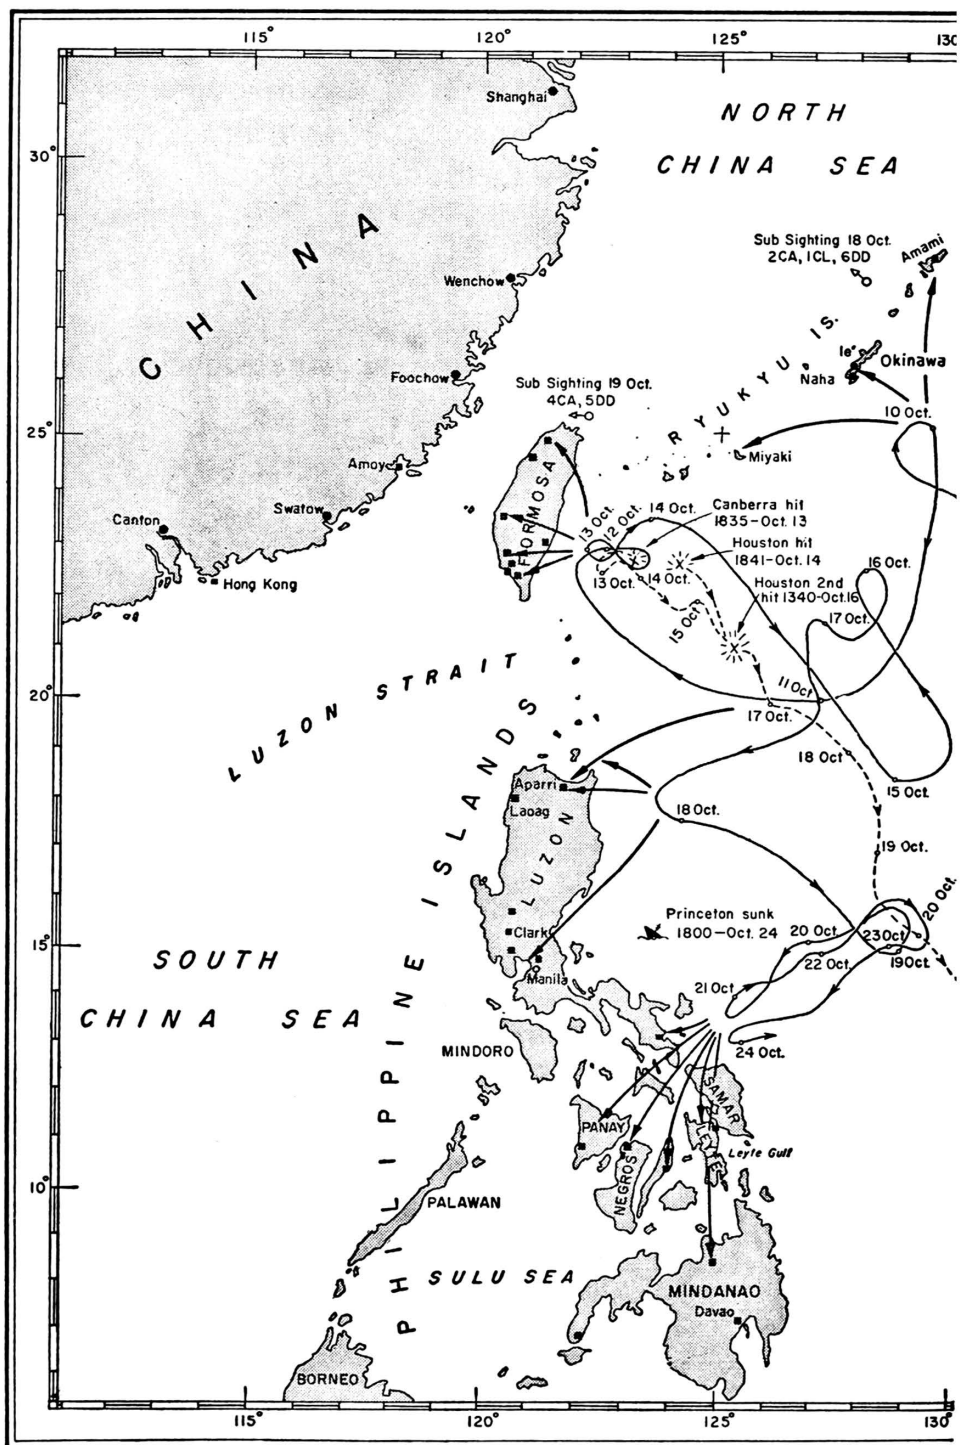 115°
120°
125°
130
Shanghai
NORTH
CHINA SEA
30°
CHINA
Sub Sighting 18 Oct.
2CA, 1CL, 6DD
Amami
Wenchow
RYUKYU IS.
Ie
Okinawa
Naha
Foochow
Sub Sighting 19 Oct.
4CA, 5DD
10 Oct.
25°
Miyaki
Amoy
FORMOSA
Swatow
Canton
Hong Kong
13 Oct.
12 Oct.
14 Oct.
Canberra hit
1835-Oct. 13
Houston hit
1841-Oct. 14
13 Oct.
14 Oct.
Houston 2nd
hit 1340-Oct.16
16 Oct.
15 Oct
17 Oct.
LUZON STRAIT
20°
11 Oct
17 Oct.
18 Oct
15 Oct.
PHILIPPINE ISLANDS
Aparri
Laoag
LUZON
18 Oct.
19 Oct.
20 Oct.
Princeton sunk
1800-Oct. 24
20 Oct.
23 Oct
22 Oct.
19 Oct.
15°
Clark
Manila
SOUTH
CHINA SEA
21 Oct
24 Oct.
MINDORO
SAMAR
PANAY
LEYTE
Leyte Gulf
NEGROS
10°
PALAWAN
SULU SEA
MINDANAO
Davao
BORNEO
115°
120°
125°
130°